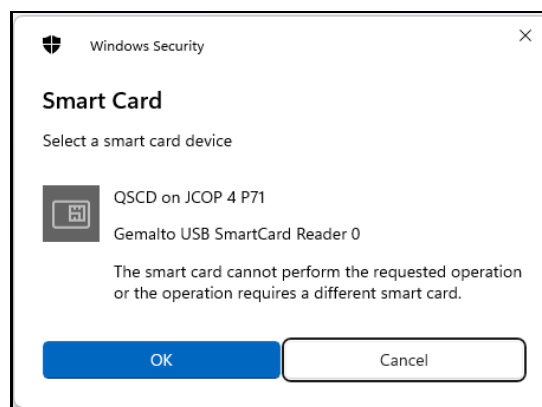 Windows Security
Smart Card
Select a smart card device
QSCD on JCOP 4 P71
Gemalto USB SmartCard Reader 0
The smart card cannot perform the requested operation
or the operation requires a different smart card.
OK
Cancel